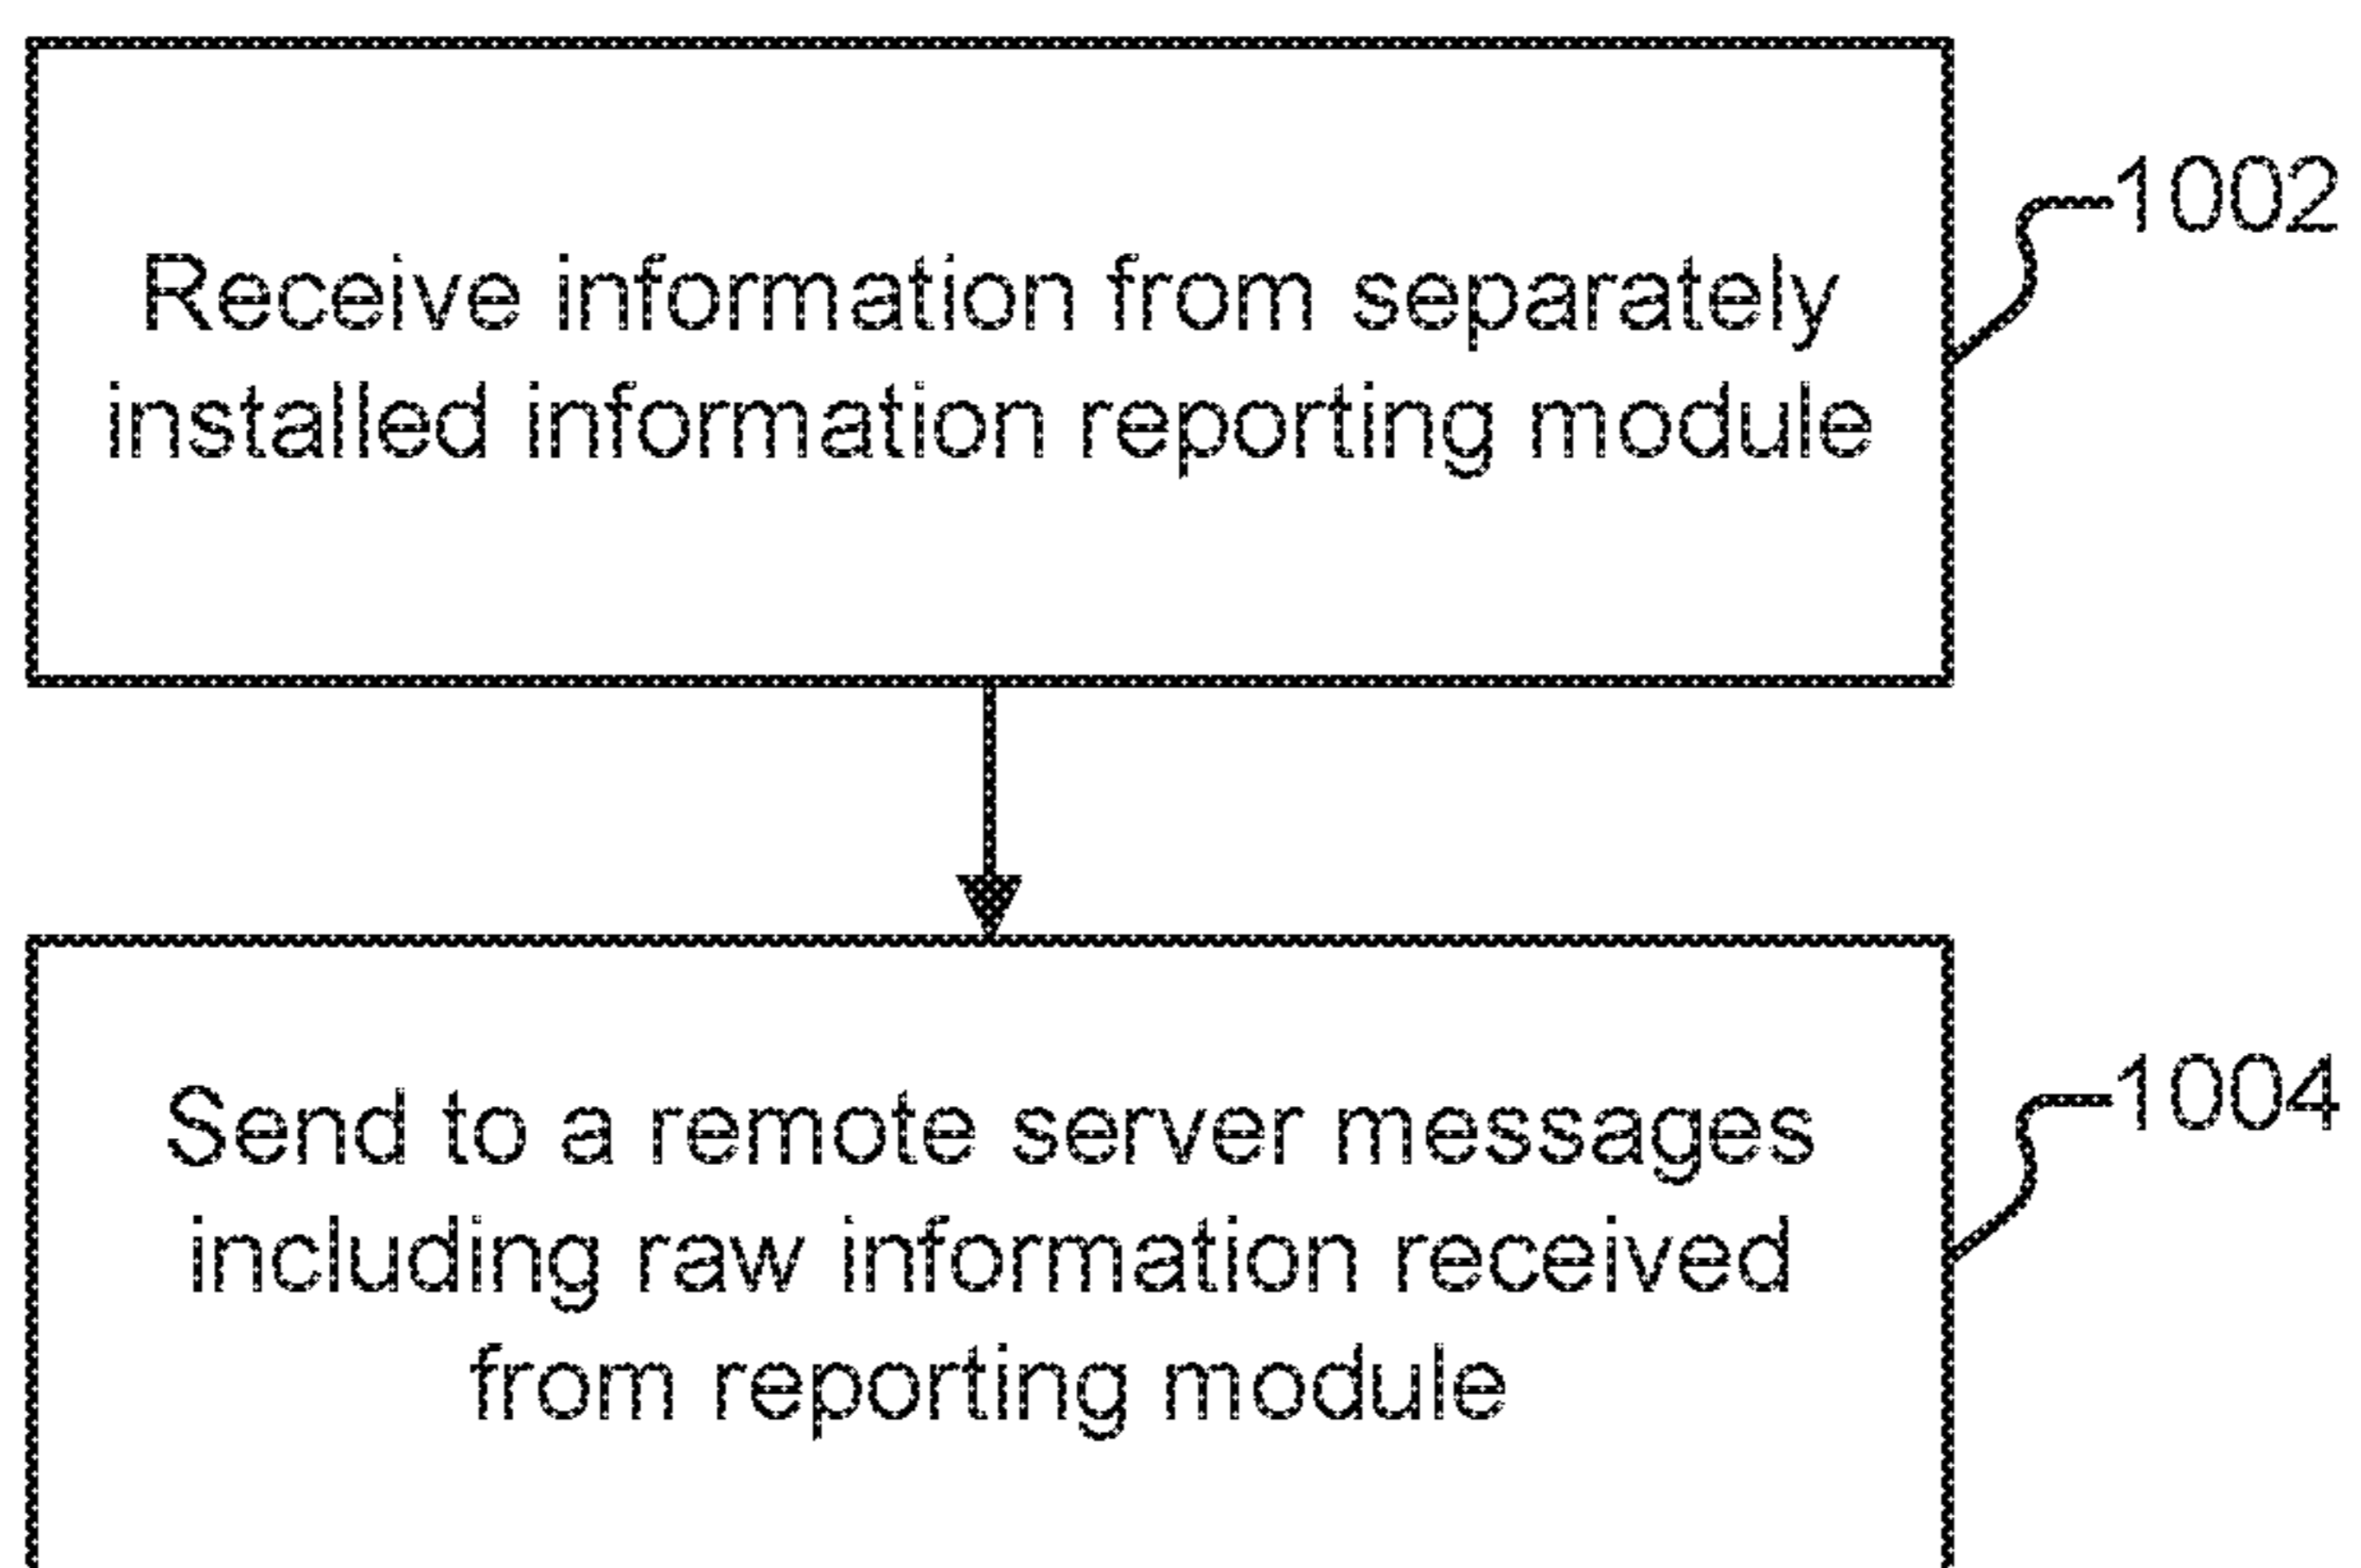 1002
Receive information from separately
installed information reporting module
1004
Send to a remote server messages
including raw information received
from reporting module